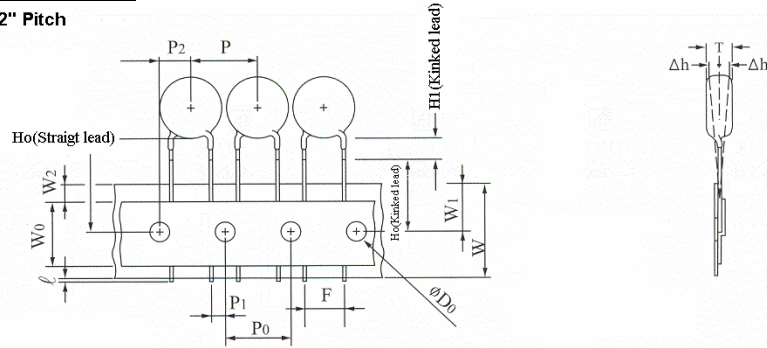 2" Pitch
P2
P
H1(Kinked lead)
T
Δh
Δh
Ho(Straigt lead)
W2
W0
Ho(Kinked lead)
W1
W
ℓ
P1
F
øD0
P0